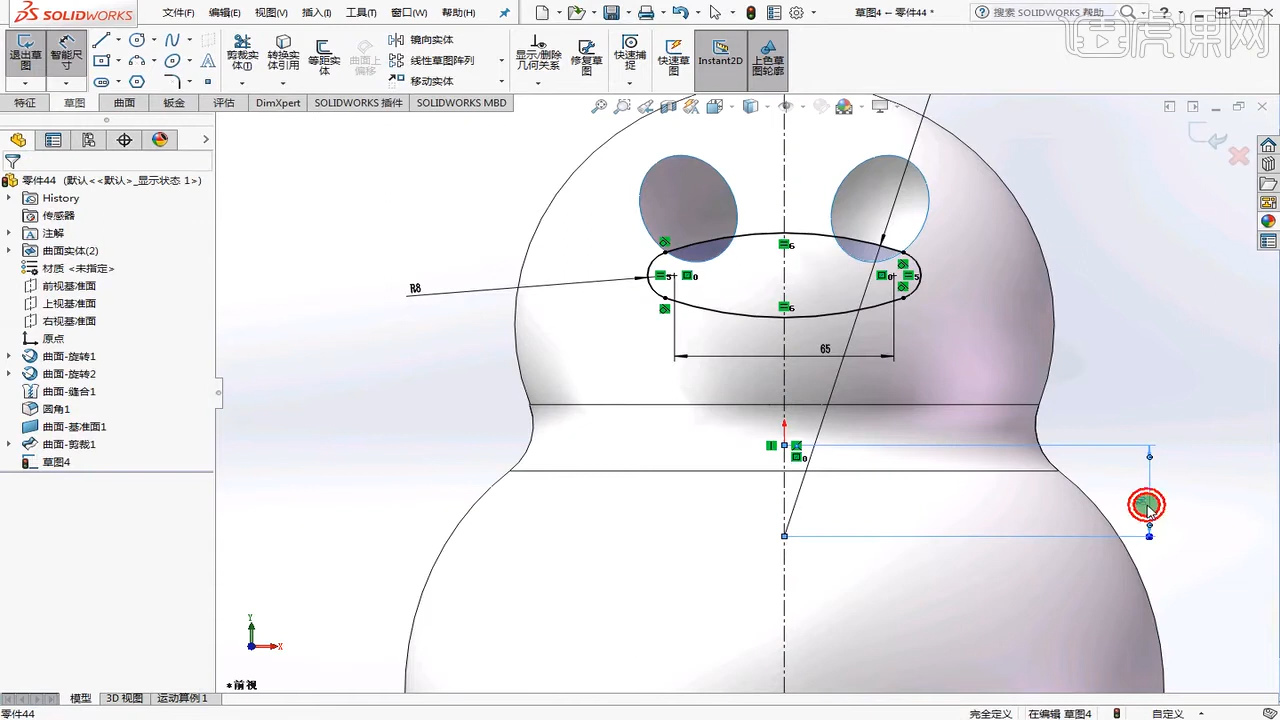 SOLIDWORKS
文件(F) 编辑(E) 视图(V) 插入(I) 工具(T) 窗口(W) 帮助(H)
草图4 ← 零件44 *
搜索 SOLIDWORKS 帮助
虎课网
退出草图
智能尺寸
剪裁实体(T)
转换实体引用
等距实体
曲面上偏移
镜向实体
线性草图阵列
移动实体
显示/删除几何关系
修复草图
快速捕捉
快速草图
Instant2D
上色草图轮廓
特征 草图 曲面 钣金 评估 DimXpert SOLIDWORKS 插件 SOLIDWORKS MBD
零件44 (默认<<默认>_显示状态 1>)
History
传感器
注解
曲面实体(2)
材质 <未指定>
前视基准面
上视基准面
右视基准面
原点
曲面-旋转1
曲面-旋转2
曲面-缝合1
圆角1
曲面-基准面1
曲面-剪裁1
草图4
R8
65
Y
X
*前视
模型 3D 视图 运动算例 1
零件44
完全定义 在编辑 草图4 自定义